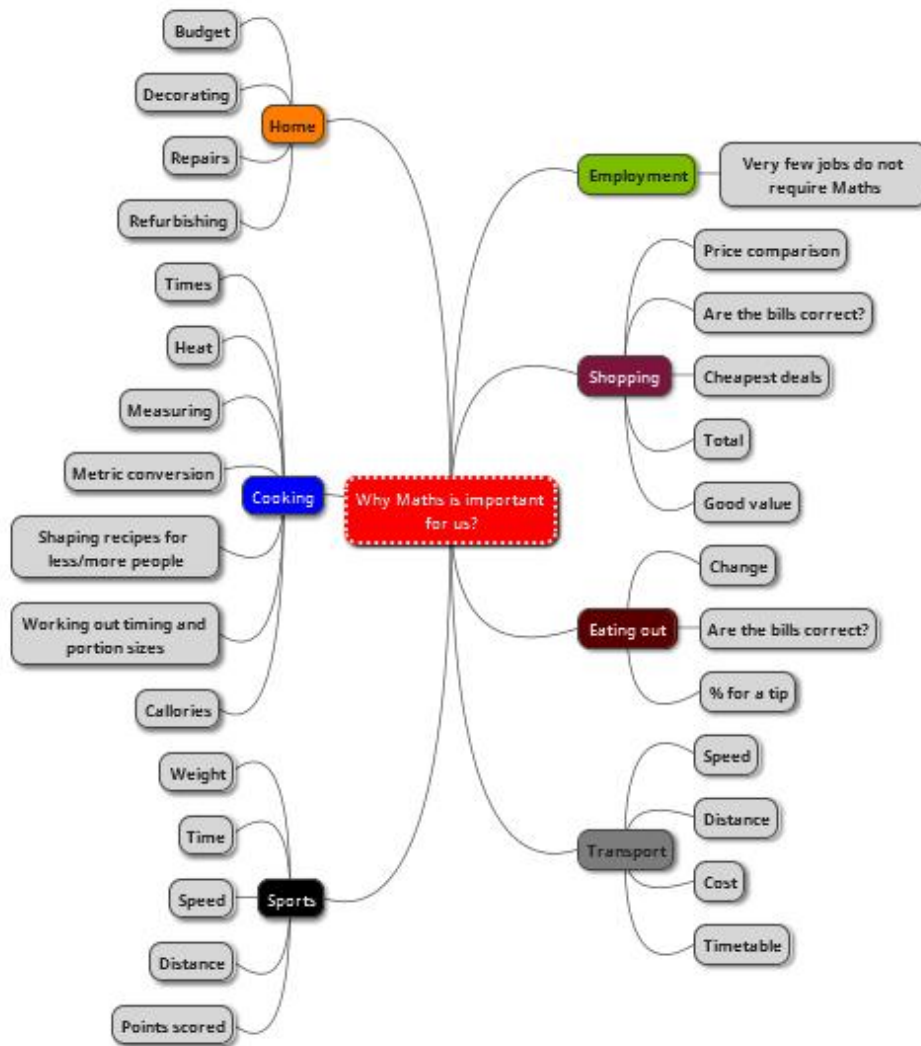 Why Maths is important
for us?
Home
Budget
Decorating
Repairs
Refurbishing
Cooking
Times
Heat
Measuring
Metric conversion
Shaping recipes for
less/more people
Working out timing and
portion sizes
Callories
Sports
Weight
Time
Speed
Distance
Points scored
Employment
Very few jobs do not
require Maths
Shopping
Price comparison
Are the bills correct?
Cheapest deals
Total
Good value
Eating out
Change
Are the bills correct?
% for a tip
Transport
Speed
Distance
Cost
Timetable